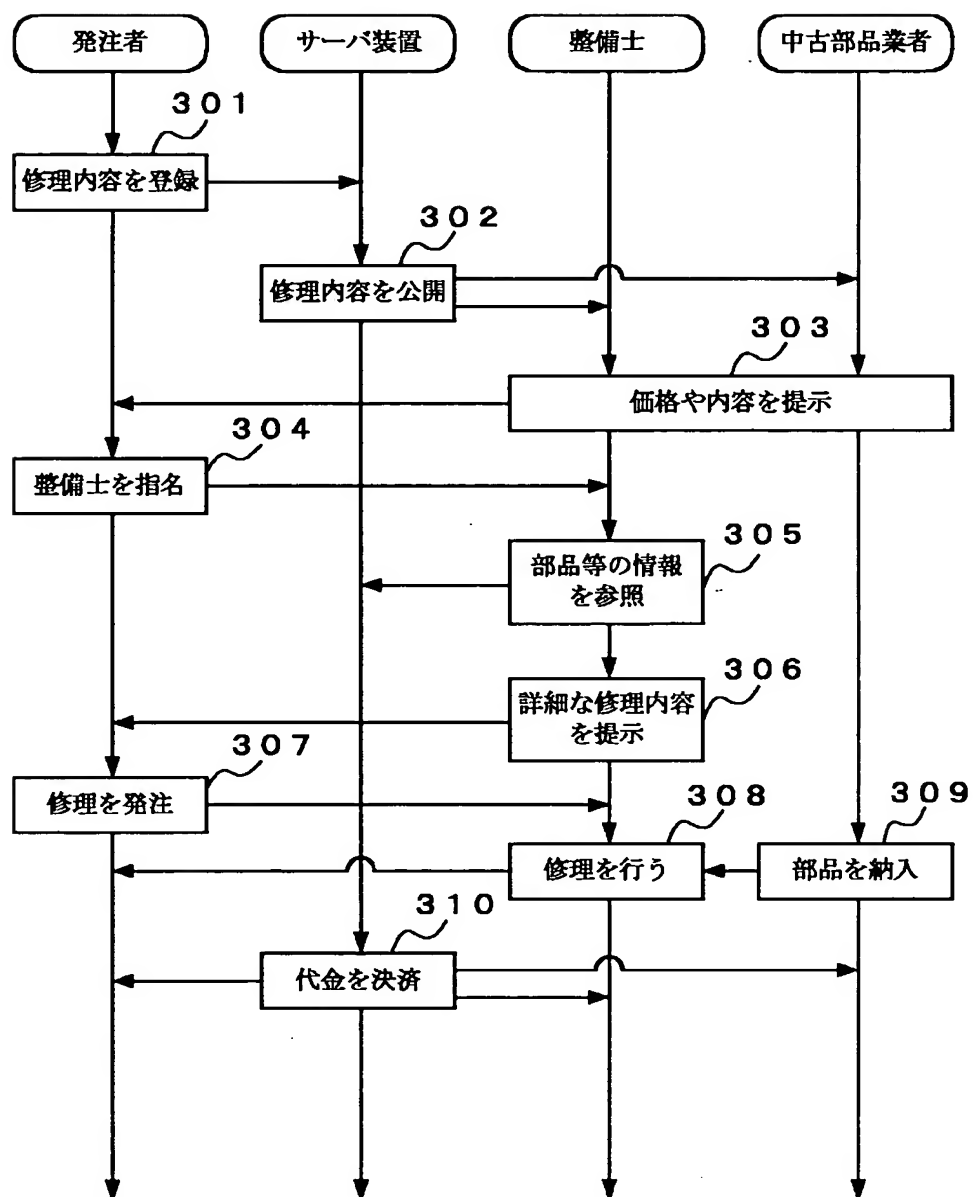 発注者
サーバ装置
整備士
中古部品業者
301
修理内容を登録
302
修理内容を公開
303
価格や内容を提示
304
整備士を指名
305
部品等の情報
を参照
306
詳細な修理内容
を提示
307
修理を発注
308
修理を行う
309
部品を納入
310
代金を決済